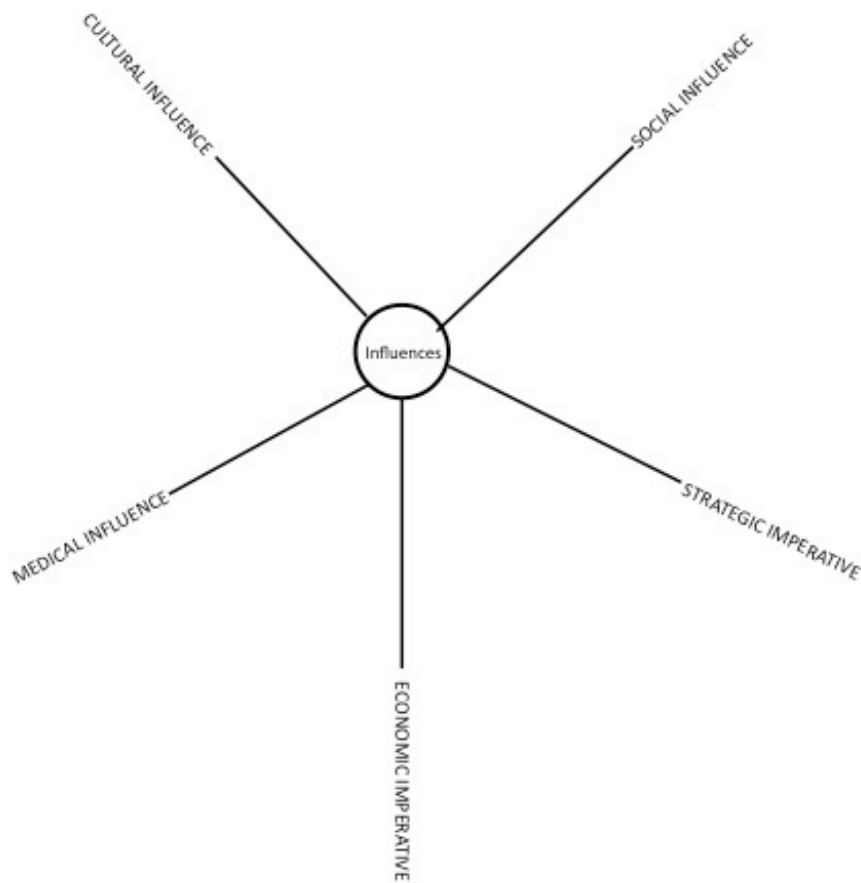 CULTURAL INFLUENCE
SOCIAL INFLUENCE
Influences
MEDICAL INFLUENCE
STRATEGIC IMPERATIVE
ECONOMIC IMPERATIVE